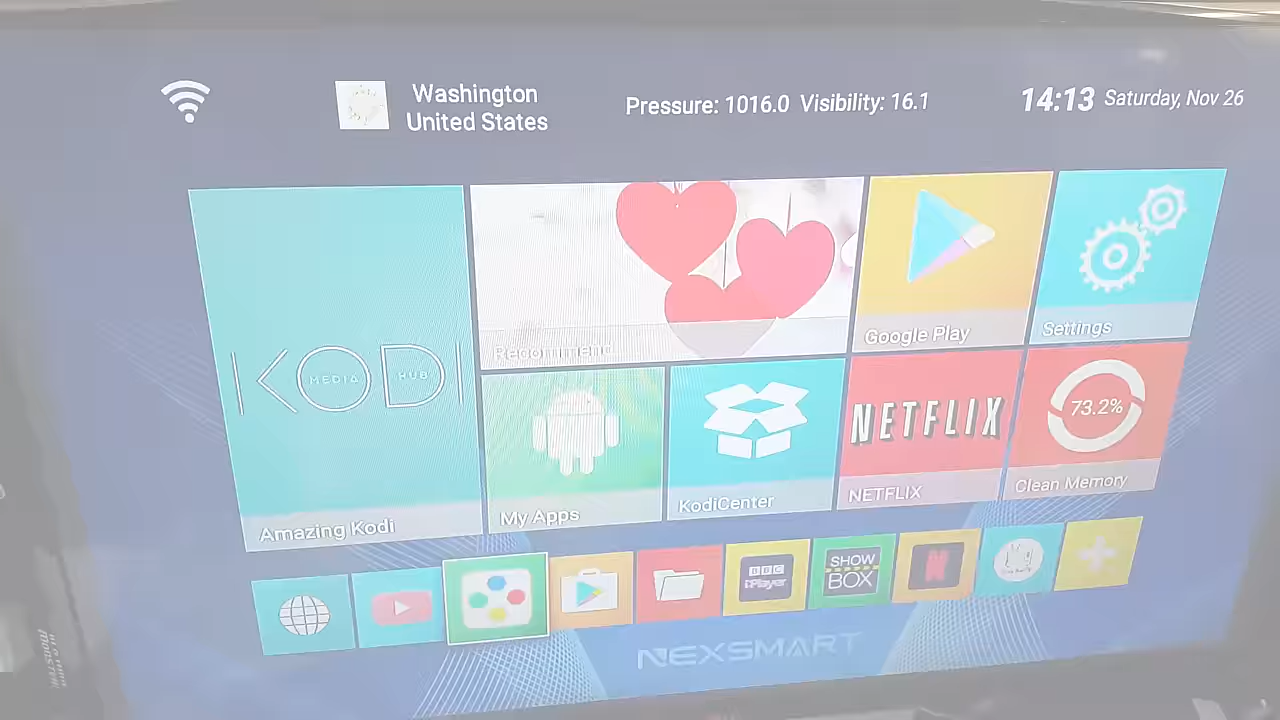 Washington
United States
Pressure: 1016.0 Visibility: 16.1
14:13 Saturday, Nov 26
KODI
MEDIA
HUB
Amazing Kodi
Recommend
Google Play
Settings
My Apps
KodiCenter
NETFLIX
NETFLIX
73.2%
Clean Memory
BBC
iPlayer
SHOW
BOX
NEXSMART